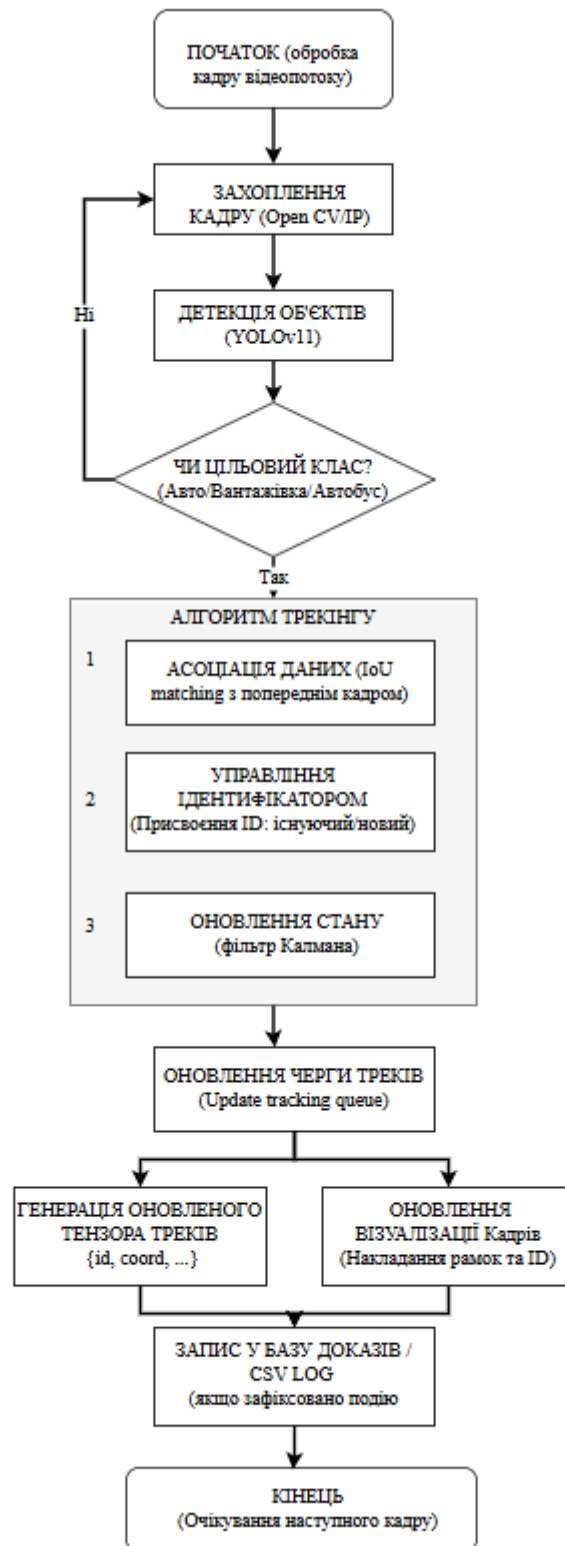 ПОЧАТОК (обробка
кадру відеопотоку)
ЗАХОПЛЕННЯ
КАДРУ (Open CV/IP)
Ні
ДЕТЕКЦІЯ ОБ'ЄКТІВ
(YOLOv11)
ЧИ ЦІЛЬОВИЙ КЛАС?
(Авто/Вантажівка/Автобус)
Так
АЛГОРИТМ ТРЕКІНГУ
1
АСОЦІАЦІЯ ДАНИХ (IoU
matching з попереднім кадром)
2
УПРАВЛІННЯ
ІДЕНТИФІКАТОРОМ
(Присвоєння ID: існуючий/новий)
3
ОНОВЛЕННЯ СТАНУ
(фільтр Калмана)
ОНОВЛЕННЯ ЧЕРГИ ТРЕКІВ
(Update tracking queue)
ГЕНЕРАЦІЯ ОНОВЛЕНОГО
ТЕНЗОРА ТРЕКІВ
{id, coord, ...}
ОНОВЛЕННЯ
ВІЗУАЛІЗАЦІЇ Кадрів
(Накладання рамок та ID)
ЗАПИС У БАЗУ ДОКАЗІВ /
CSV LOG
(якщо зафіксовано подію
КІНЕЦЬ
(Очікування наступного кадру)